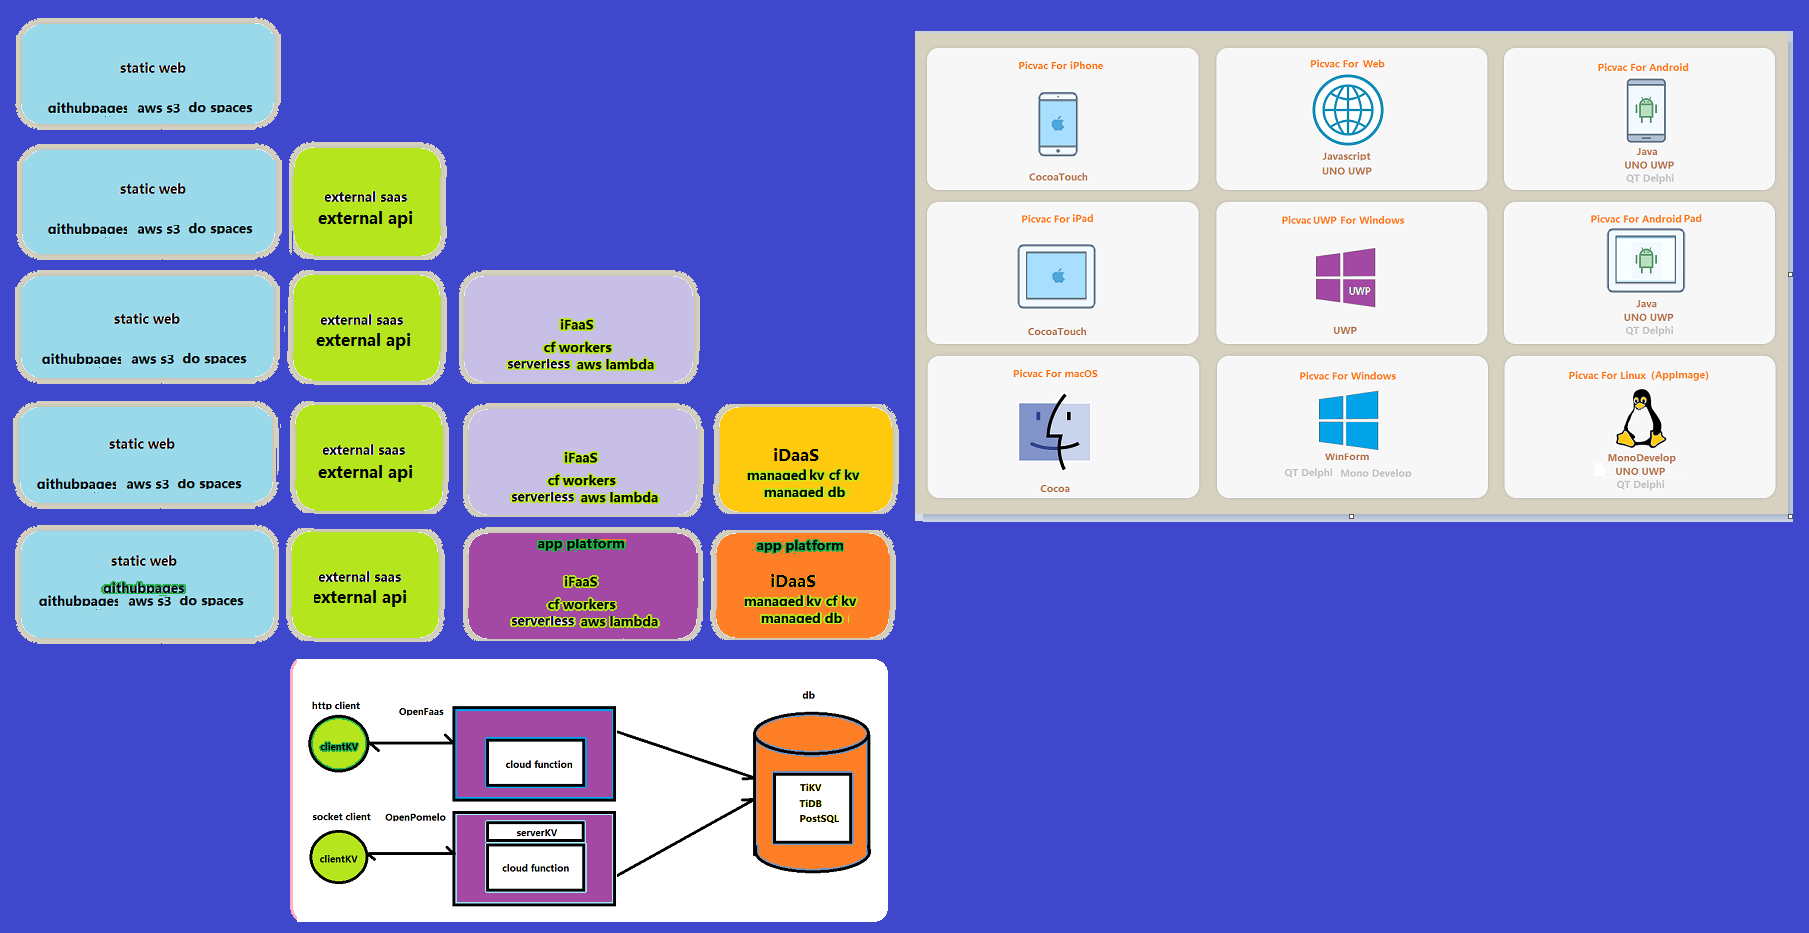 static web
githubpages aws s3 do spaces
static web
githubpages aws s3 do spaces
external saas
external api
static web
githubpages aws s3 do spaces
external saas
external api
iFaaS
cf workers
serverless aws lambda
static web
githubpages aws s3 do spaces
external saas
external api
iFaaS
cf workers
serverless aws lambda
iDaaS
managed kv cf kv
managed db
static web
githubpages
githubpages aws s3 do spaces
external saas
external api
app platform
iFaaS
cf workers
serverless aws lambda
app platform
iDaaS
managed kv cf kv
managed db
http client
clientKV
OpenFaas
cloud function
socket client
clientKV
OpenPomelo
serverKV
cloud function
db
TiKV
TiDB
PostSQL
Picvac For iPhone
CocoaTouch
Picvac For Web
Javascript
UNO UWP
Picvac For Android
Java
UNO UWP
QT Delphi
Picvac For iPad
CocoaTouch
Picvac UWP For Windows
UWP
UWP
Picvac For Android Pad
Java
UNO UWP
QT Delphi
Picvac For macOS
Cocoa
Picvac For Windows
WinForm
QT Delphi Mono Develop
Picvac For Linux (AppImage)
MonoDevelop
UNO UWP
QT Delphi